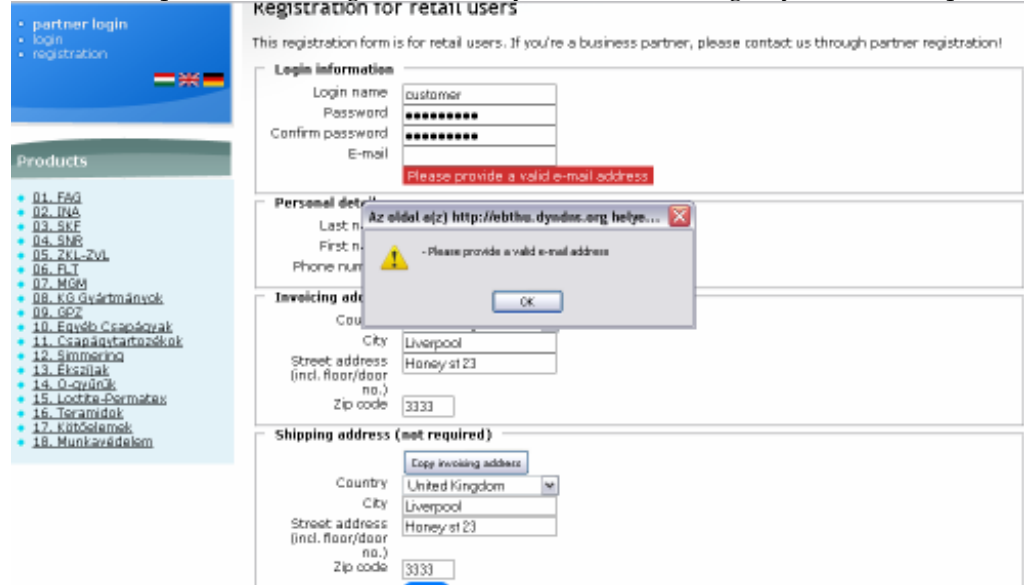 partner login
login
registration
Products
01. FAG
02. INA
03. SKF
04. SNR
05. ZKL-ZVL
06. FLT
07. MGM
08. KG Gyártmányok
09. GPZ
10. Egyéb Csapágyak
11. Csapágytartozékok
12. Simmering
13. Ékszíjak
14. O-gyűrűk
15. Loctite-Permatex
16. Teramidok
17. Kötőelemek
18. Munkavédelem
Registration for retail users
This registration form is for retail users. If you're a business partner, please contact us through partner registration!
Login information
Login name customer
Password •••••••••
Confirm password •••••••••
E-mail
Please provide a valid e-mail address
Personal det
Last n
First n
Phone num
Az oldal a(z) http://ebthu.dyndns.org helye...
- Please provide a valid e-mail address
OK
Invoicing add
Cou
City Liverpool
Street address Honey st 23
(incl. floor/door
no.)
Zip code 3333
Shipping address (not required)
Copy invoicing address
Country United Kingdom
City Liverpool
Street address Honey st 23
(incl. floor/door
no.)
Zip code 3333